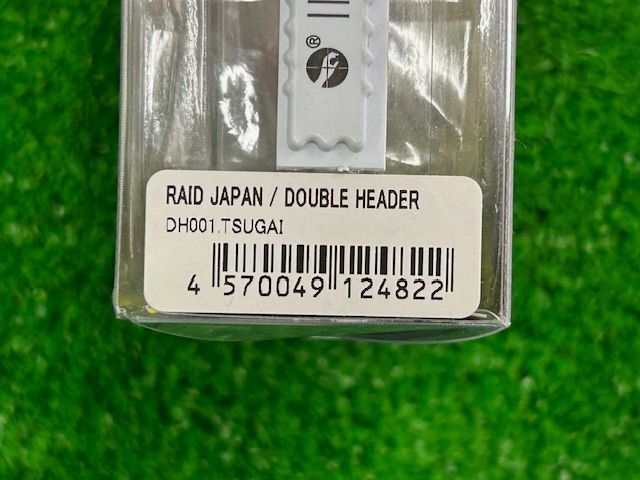 ®
RAID JAPAN / DOUBLE HEADER
DH001.TSUGAI
4 570049 124822